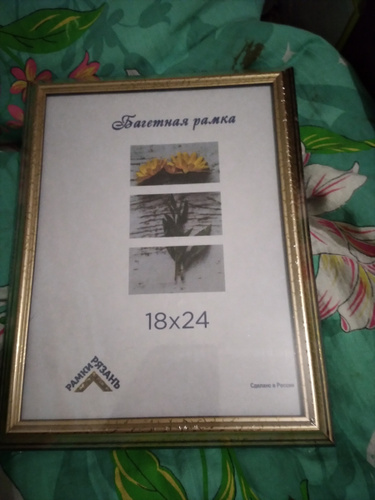 Багетная рамка
18x24
РАМКИ РЯЗАНЬ
Сделано в России